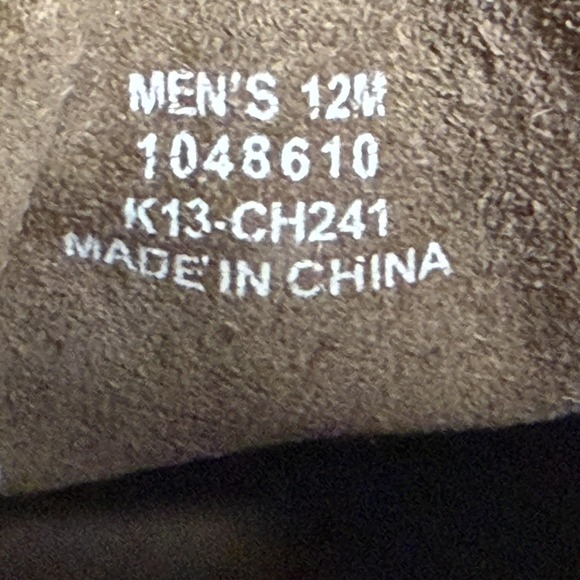 MEN'S 12M
1048610
K13-CH241
MADE IN CHINA